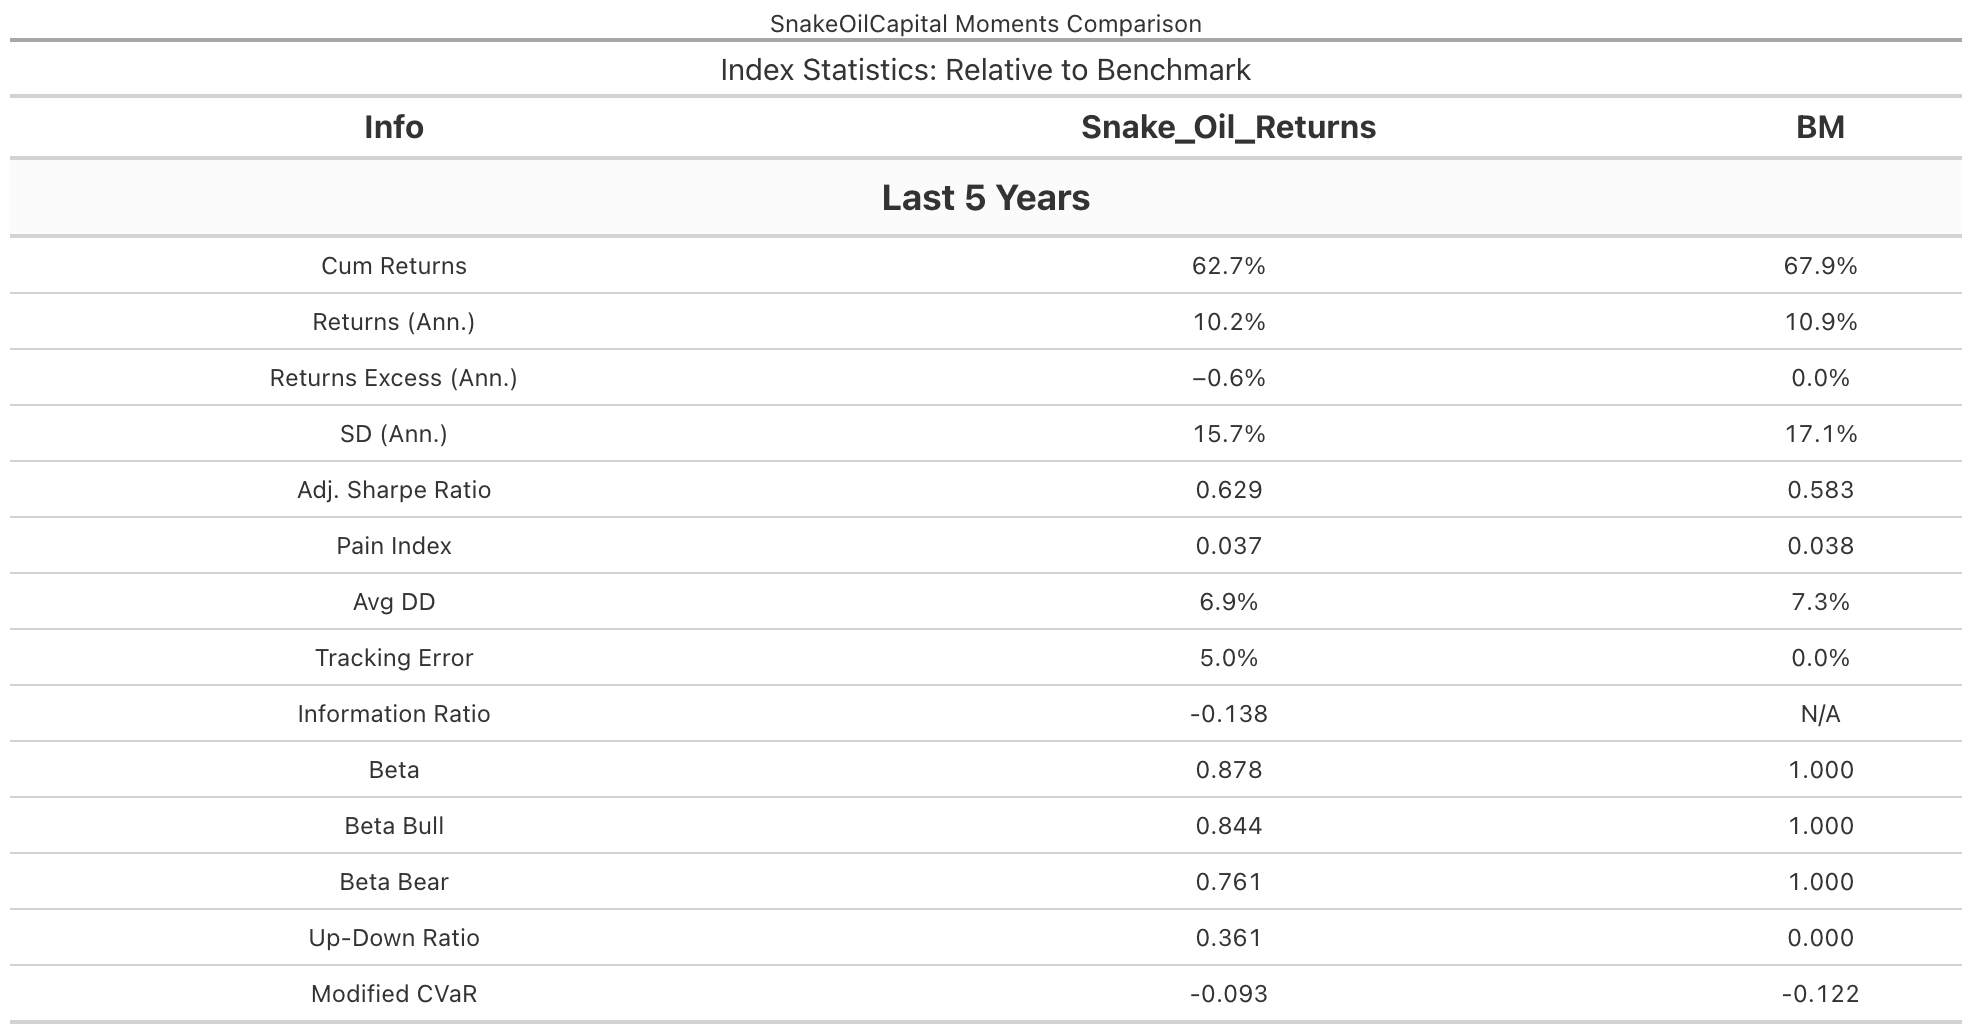 SnakeOilCapital Moments Comparison
Index Statistics: Relative to Benchmark
Info Snake_Oil_Returns BM
Last 5 Years
Cum Returns 62.7% 67.9%
Returns (Ann.) 10.2% 10.9%
Returns Excess (Ann.) −0.6% 0.0%
SD (Ann.) 15.7% 17.1%
Adj. Sharpe Ratio 0.629 0.583
Pain Index 0.037 0.038
Avg DD 6.9% 7.3%
Tracking Error 5.0% 0.0%
Information Ratio -0.138 N/A
Beta 0.878 1.000
Beta Bull 0.844 1.000
Beta Bear 0.761 1.000
Up-Down Ratio 0.361 0.000
Modified CVaR -0.093 -0.122